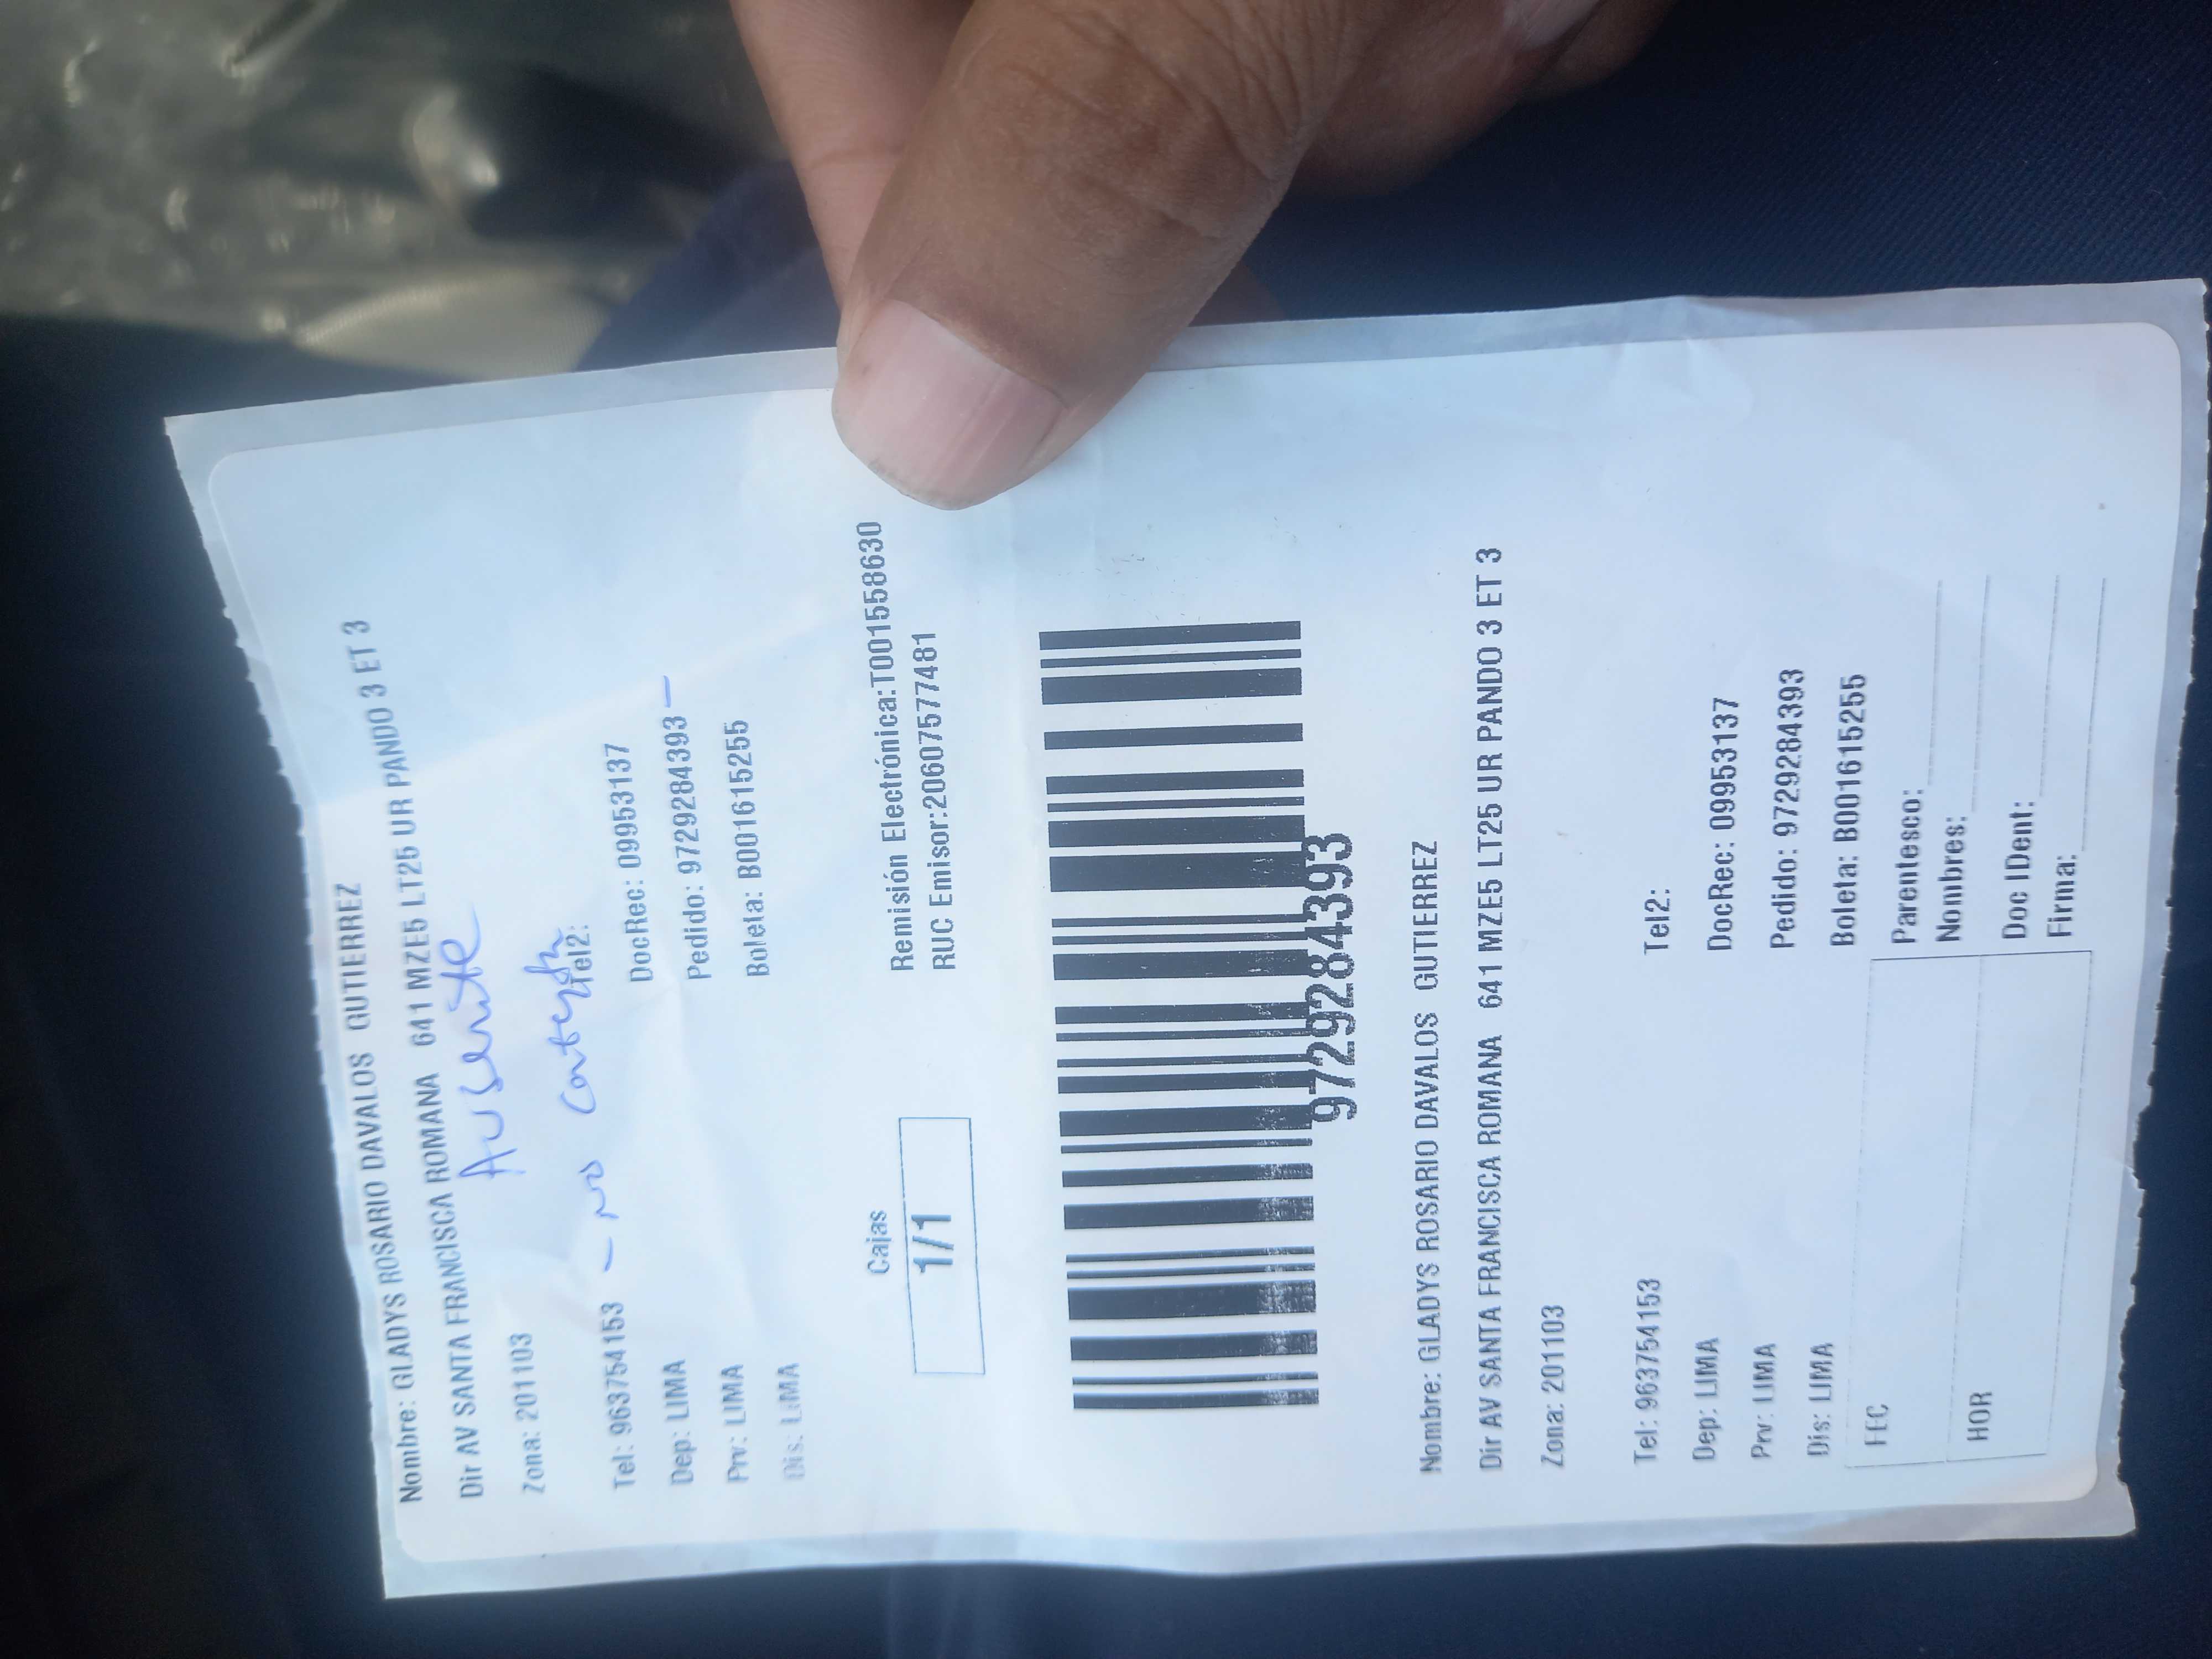 Nombre: GLADYS ROSARIO DAVALOS GUTIERREZ
Dir AV SANTA FRANCISCA ROMANA 641 MZE5 LT25 UR PANDO 3 ET 3
Ausente
Zona: 201103
Tel: 963754153 – no contesta Tel2:
Dep: LIMA DocRec: 09953137
Prv: LIMA Pedido: 9729284393 –
Dis: LIMA Boleta: B001615255
Cajas
1/1
Remisión Electrónica:T001558630
RUC Emisor:20607577481
9729284393
Nombre: GLADYS ROSARIO DAVALOS GUTIERREZ
Dir AV SANTA FRANCISCA ROMANA 641 MZE5 LT25 UR PANDO 3 ET 3
Zona: 201103
Tel: 963754153 Tel2:
Dep: LIMA DocRec: 09953137
Prv: LIMA Pedido: 9729284393
Dis: LIMA Boleta: B001615255
FEC Parentesco:
Nombres:
HOR Doc IDent:
Firma: